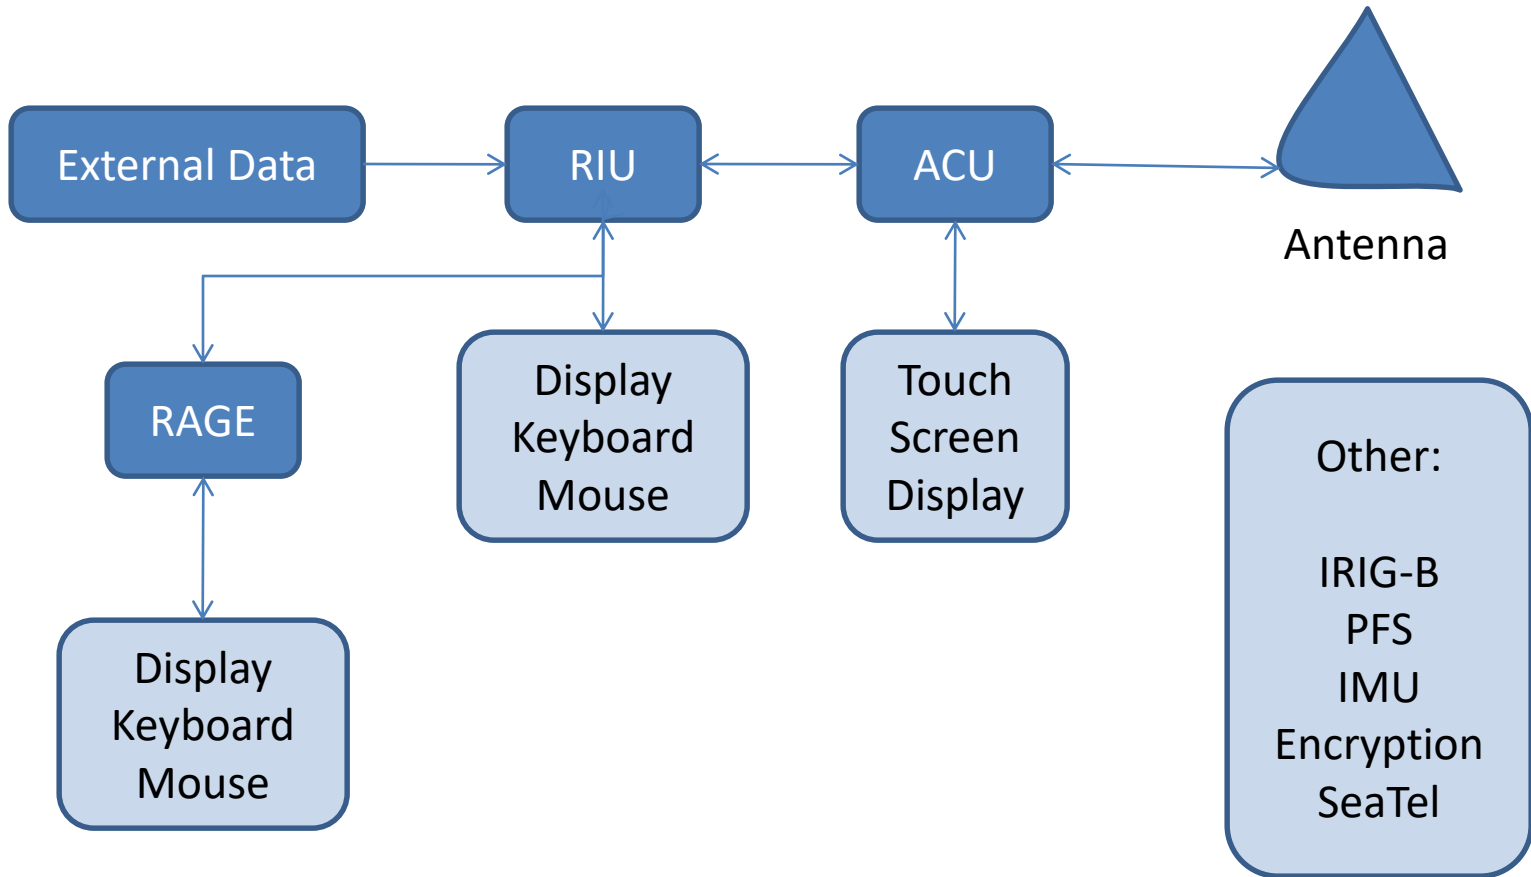 External Data
RIU
ACU
Antenna
RAGE
Display
Keyboard
Mouse
Touch
Screen
Display
Display
Keyboard
Mouse
Other:
IRIG-B
PFS
IMU
Encryption
SeaTel